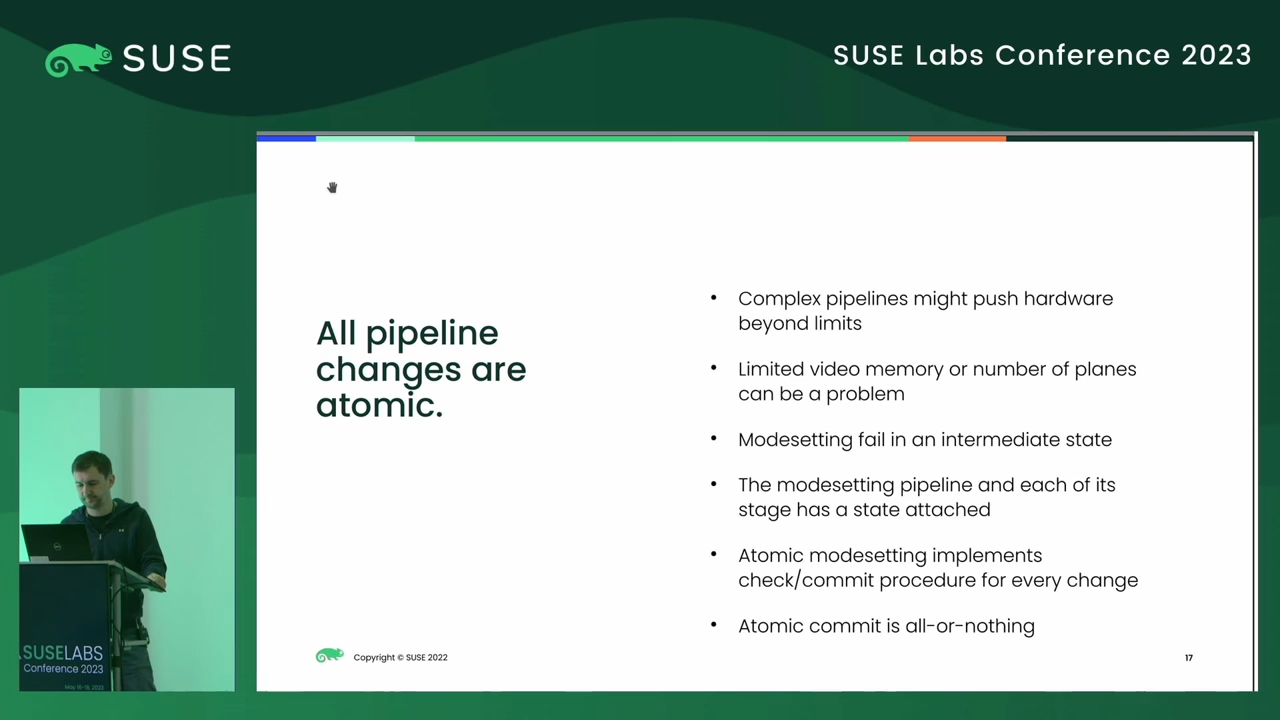 SUSE
SUSE Labs Conference 2023
All pipeline
changes are
atomic.
• Complex pipelines might push hardware
beyond limits
• Limited video memory or number of planes
can be a problem
• Modesetting fail in an intermediate state
• The modesetting pipeline and each of its
stage has a state attached
• Atomic modesetting implements
check/commit procedure for every change
• Atomic commit is all-or-nothing
Copyright © SUSE 2022
17
SUSELABS
Conference 2023